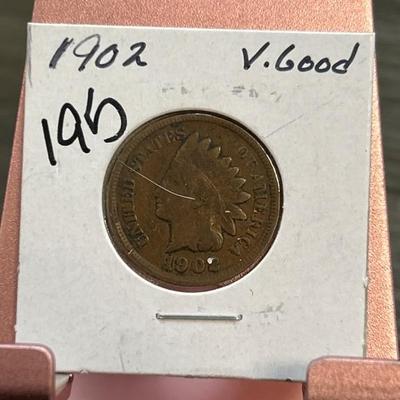 1902 V.Good
195
UNITED STATES OF AMERICA
1902